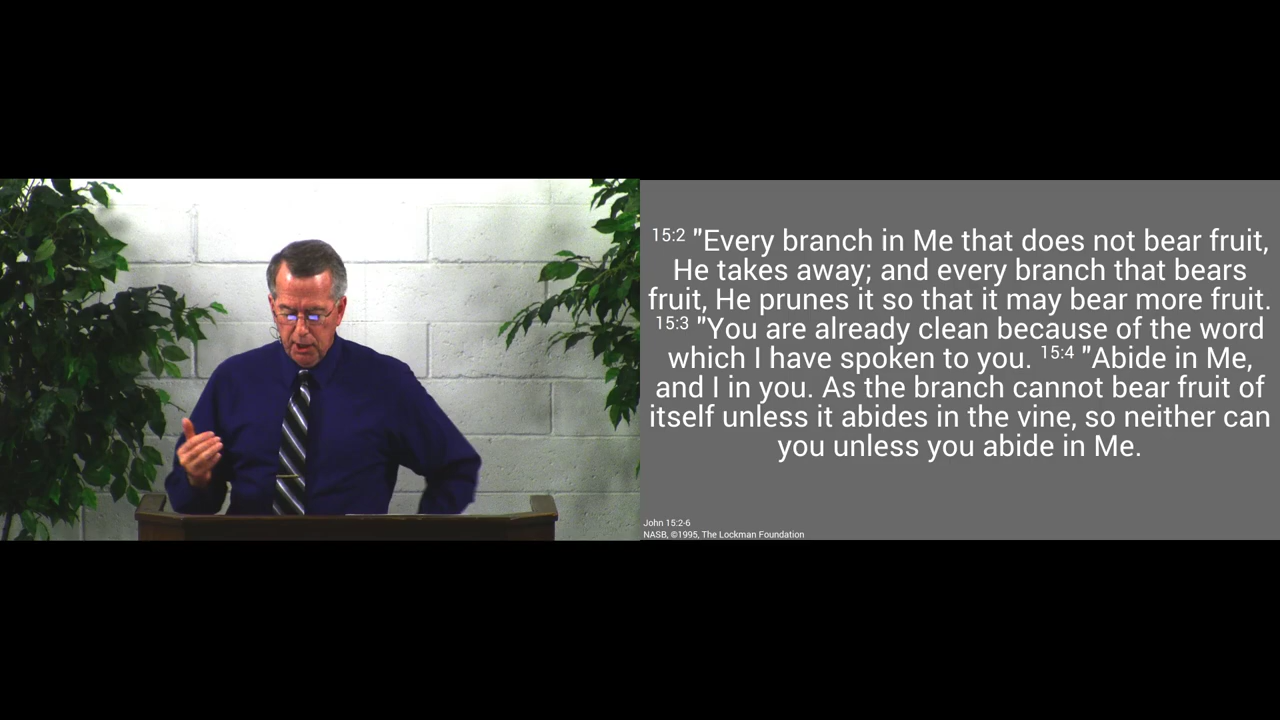 15:2 "Every branch in Me that does not bear fruit,
He takes away; and every branch that bears
fruit, He prunes it so that it may bear more fruit.
15:3 "You are already clean because of the word
which I have spoken to you. 15:4 "Abide in Me,
and I in you. As the branch cannot bear fruit of
itself unless it abides in the vine, so neither can
you unless you abide in Me.
John 15:2-6
NASB, ©1995, The Lockman Foundation